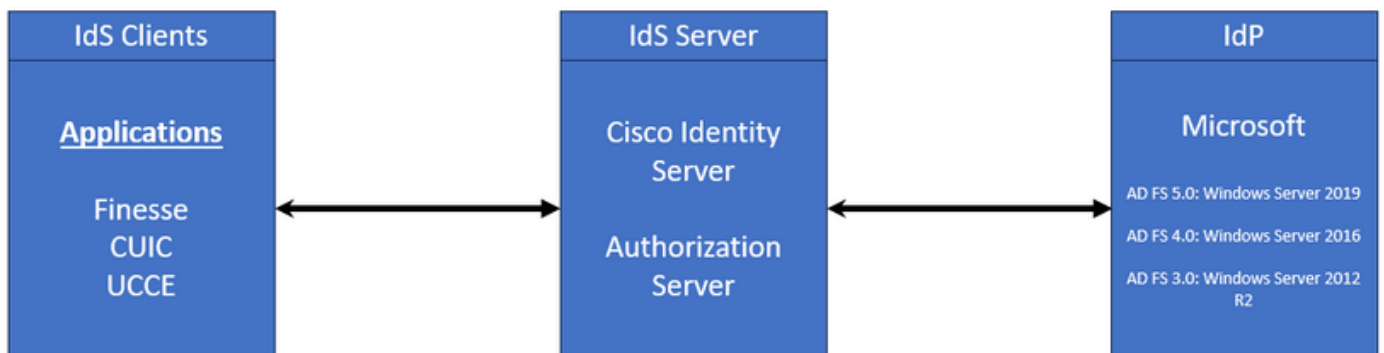 IdS Clients
Applications
Finesse
CUIC
UCCE
IdS Server
Cisco Identity
Server
Authorization
Server
IdP
Microsoft
AD FS 5.0: Windows Server 2019
AD FS 4.0: Windows Server 2016
AD FS 3.0: Windows Server 2012
R2